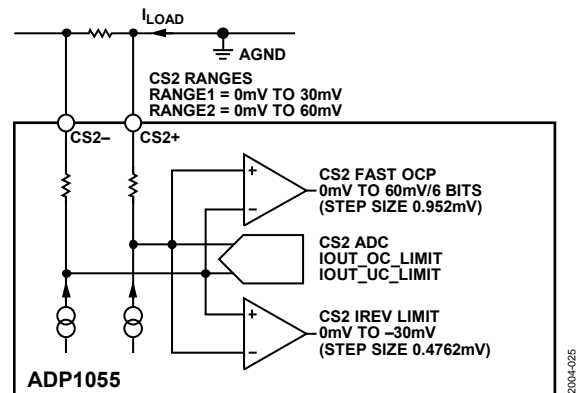 ILOAD
AGND
CS2 RANGES
RANGE1 = 0mV TO 30mV
RANGE2 = 0mV TO 60mV
CS2–
CS2+
+
–
CS2 FAST OCP
0mV TO 60mV/6 BITS
(STEP SIZE 0.952mV)
CS2 ADC
IOUT_OC_LIMIT
IOUT_UC_LIMIT
+
–
CS2 IREV LIMIT
0mV TO –30mV
(STEP SIZE 0.4762mV)
ADP1055
2004-025